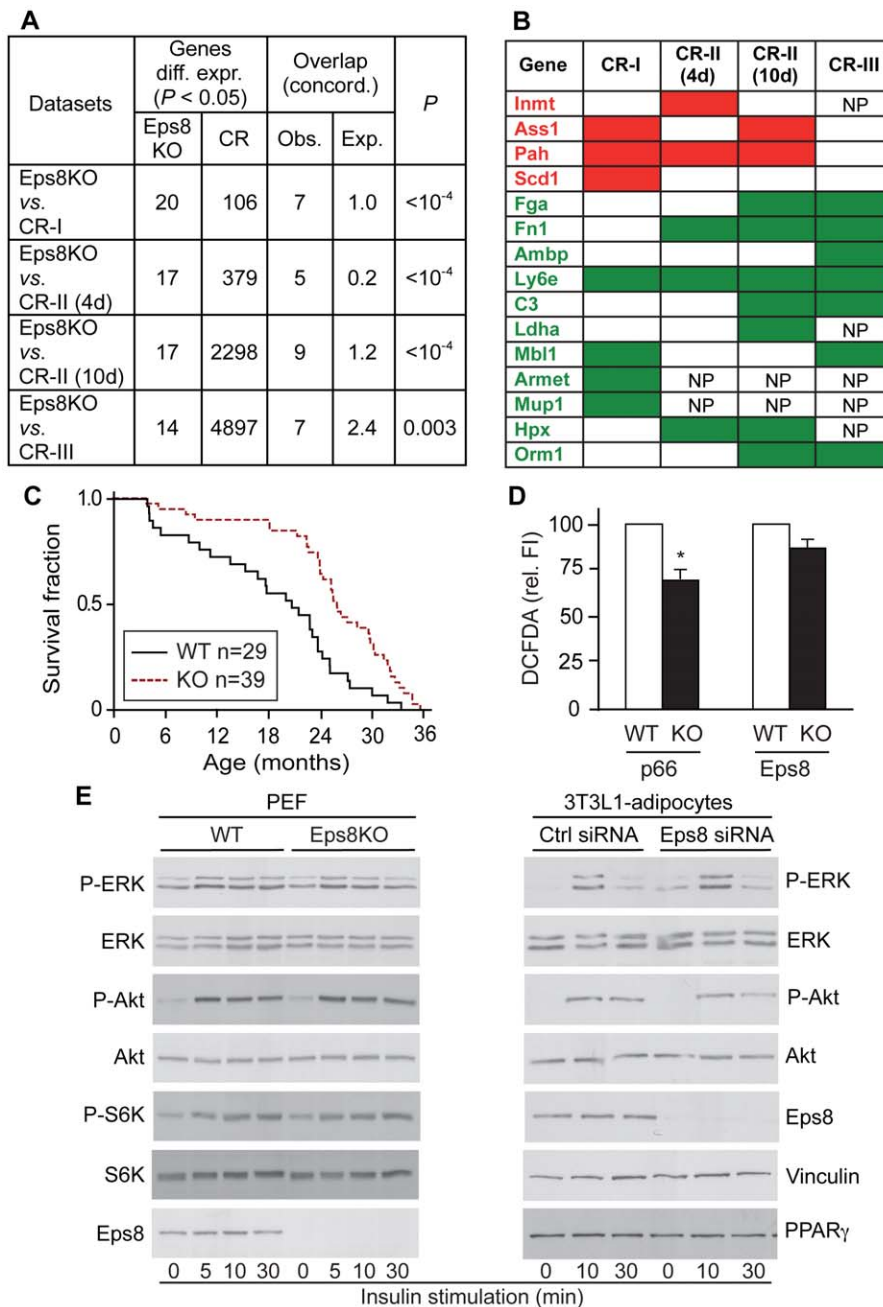 A
Datasets
Genes diff. expr. (P < 0.05)
Overlap (concord.)
P
Eps8 KO
CR
Obs.
Exp.
Eps8KO vs. CR-I 20 106 7 1.0 <10⁻⁴
Eps8KO vs. CR-II (4d) 17 379 5 0.2 <10⁻⁴
Eps8KO vs. CR-II (10d) 17 2298 9 1.2 <10⁻⁴
Eps8KO vs. CR-III 14 4897 7 2.4 0.003
B
Gene CR-I CR-II (4d) CR-II (10d) CR-III
Inmt NP
Ass1
Pah
Scd1
Fga
Fn1
Ambp
Ly6e
C3
Ldha NP
Mbl1
Armet NP NP NP
Mup1 NP NP NP
Hpx NP
Orm1
C
Survival fraction
1.0
0.5
0
WT n=29
KO n=39
0 6 12 18 24 30 36
Age (months)
D
DCFDA (rel. FI)
100
75
50
25
0
*
WT KO WT KO
p66 Eps8
E
PEF
WT Eps8KO
P-ERK
ERK
P-Akt
Akt
P-S6K
S6K
Eps8
0 5 10 30 0 5 10 30
3T3L1-adipocytes
Ctrl siRNA Eps8 siRNA
P-ERK
ERK
P-Akt
Akt
Eps8
Vinculin
PPARγ
0 10 30 0 10 30
Insulin stimulation (min)